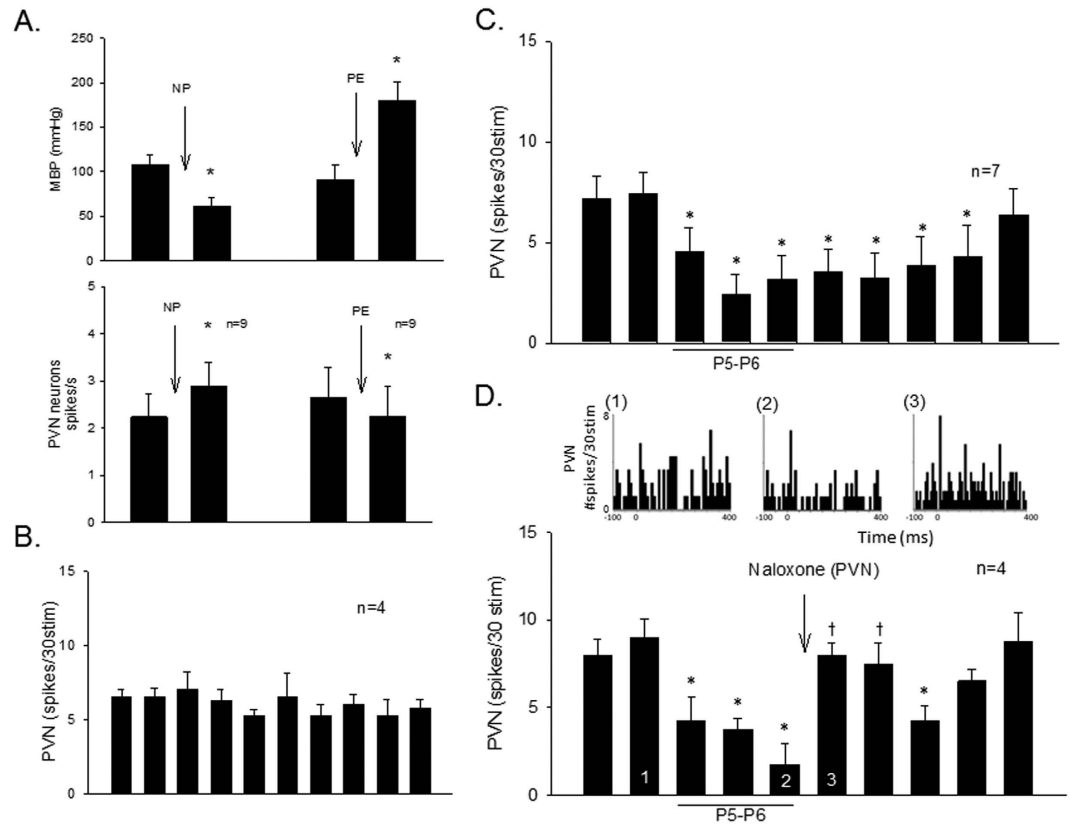 A.
250
200
150
100
50
0
MBP (mmHg)
NP
*
PE
*
5
4
3
2
1
0
PVN neurons
spikes/s
NP
*
n=9
PE
*
n=9
B.
15
10
5
0
PVN (spikes/30stim)
n=4
C.
15
10
5
0
PVN (spikes/30stim)
* * * * * * *
n=7
P5-P6
D.
(1) (2) (3)
8
0
PVN
#spikes/30stim
-100 0 400 -100 0 400 -100 0 400
Time (ms)
15
10
5
0
PVN (spikes/30 stim)
Naloxone (PVN)
n=4
* * * † † *
1 2 3
P5-P6